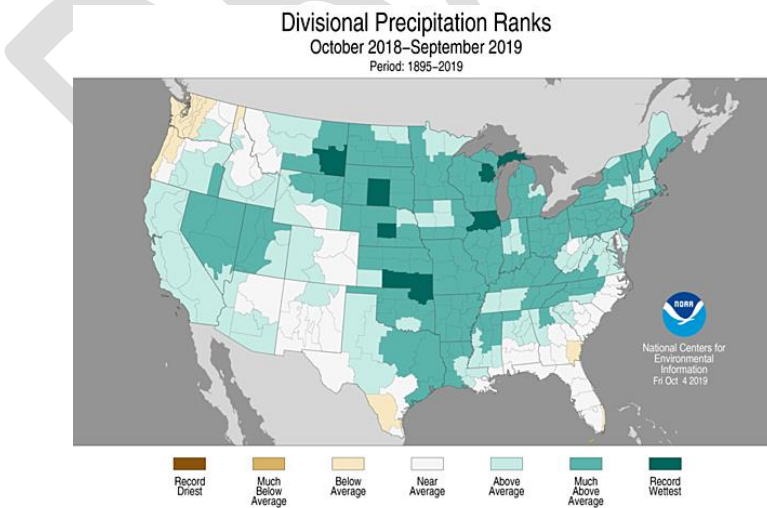 Divisional Precipitation Ranks
October 2018–September 2019
Period: 1895–2019
NOAA
National Centers for
Environmental
Information
Fri Oct 4 2019
Record
Driest
Much
Below
Average
Below
Average
Near
Average
Above
Average
Much
Above
Average
Record
Wettest